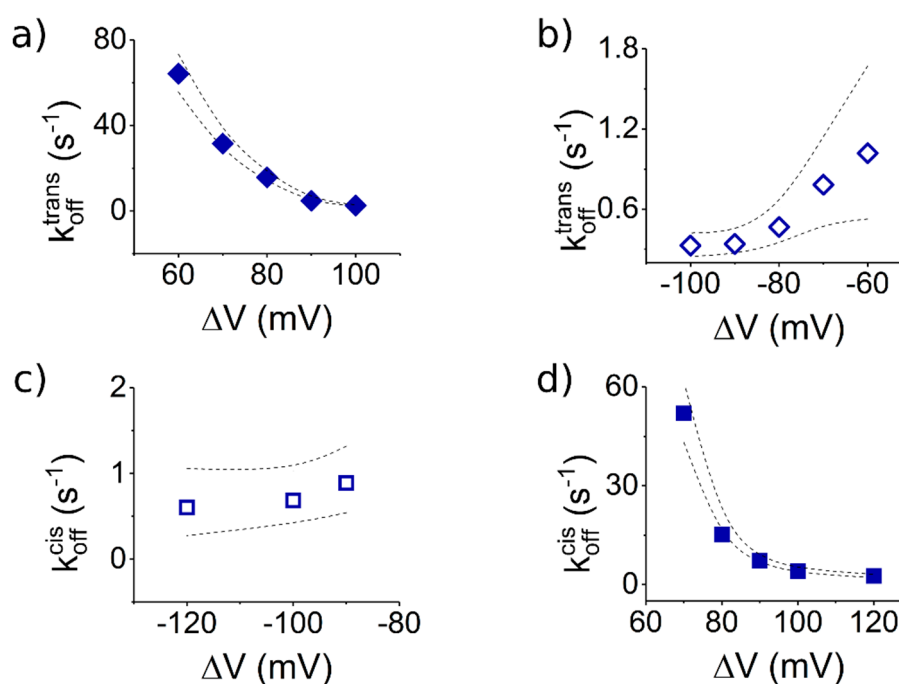 a)
k_off^trans (s^-1)
80
40
0
60 80 100
ΔV (mV)
b)
k_off^trans (s^-1)
1.8
1.2
0.6
-100 -80 -60
ΔV (mV)
c)
k_off^cis (s^-1)
2
1
0
-120 -100 -80
ΔV (mV)
d)
k_off^cis (s^-1)
60
30
0
60 80 100 120
ΔV (mV)